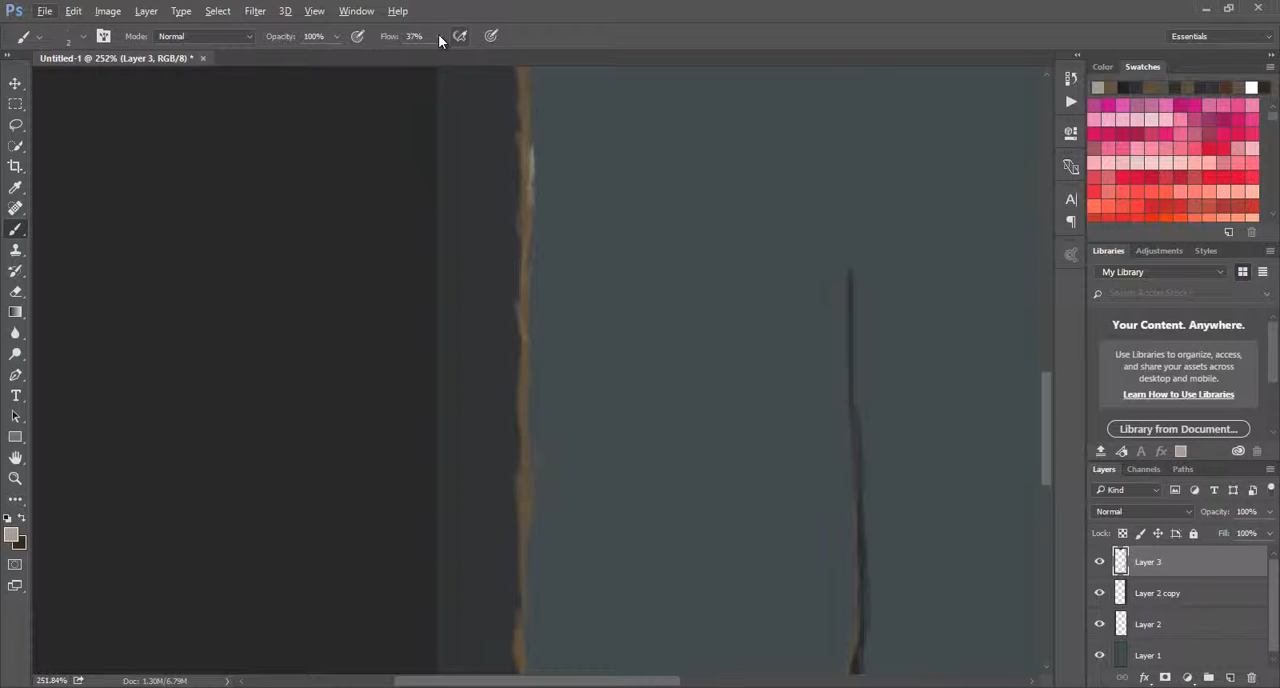 Ps File Edit Image Layer Type Select Filter 3D View Window Help
2 Mode: Normal Opacity: 100% Flow: 37% Essentials
Untitled-1 @ 252% (Layer 3, RGB/8) * ×
Color Swatches
Libraries Adjustments Styles
My Library
Search Adobe Stock
Your Content. Anywhere.
Use Libraries to organize, access,
and share your assets across
desktop and mobile.
Learn How to Use Libraries
Library from Document...
Layers Channels Paths
Kind
Normal Opacity: 100%
Lock: Fill: 100%
Layer 3
Layer 2 copy
Layer 2
Layer 1
251.84% Doc: 1.30M/6.79M